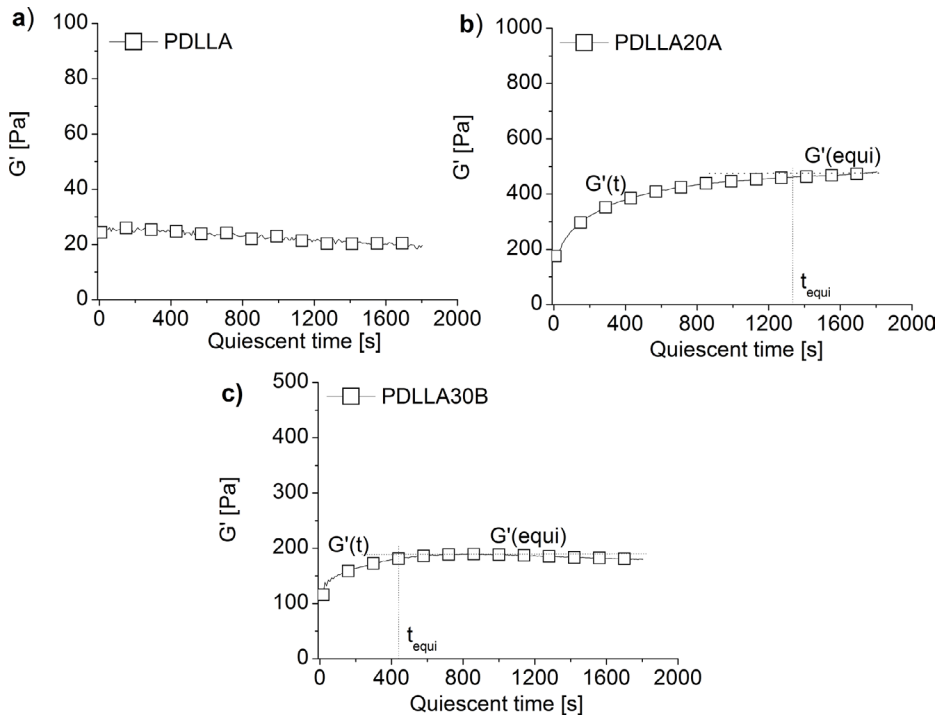 a)
PDLLA
G' [Pa]
100
80
60
40
20
0
0 400 800 1200 1600 2000
Quiescent time [s]
b)
PDLLA20A
G' [Pa]
1000
800
600
400
200
0
G'(t)
G'(equi)
t equi
0 400 800 1200 1600 2000
Quiescent time [s]
c)
PDLLA30B
G' [Pa]
500
400
300
200
100
0
G'(t)
G'(equi)
t equi
0 400 800 1200 1600 2000
Quiescent time [s]